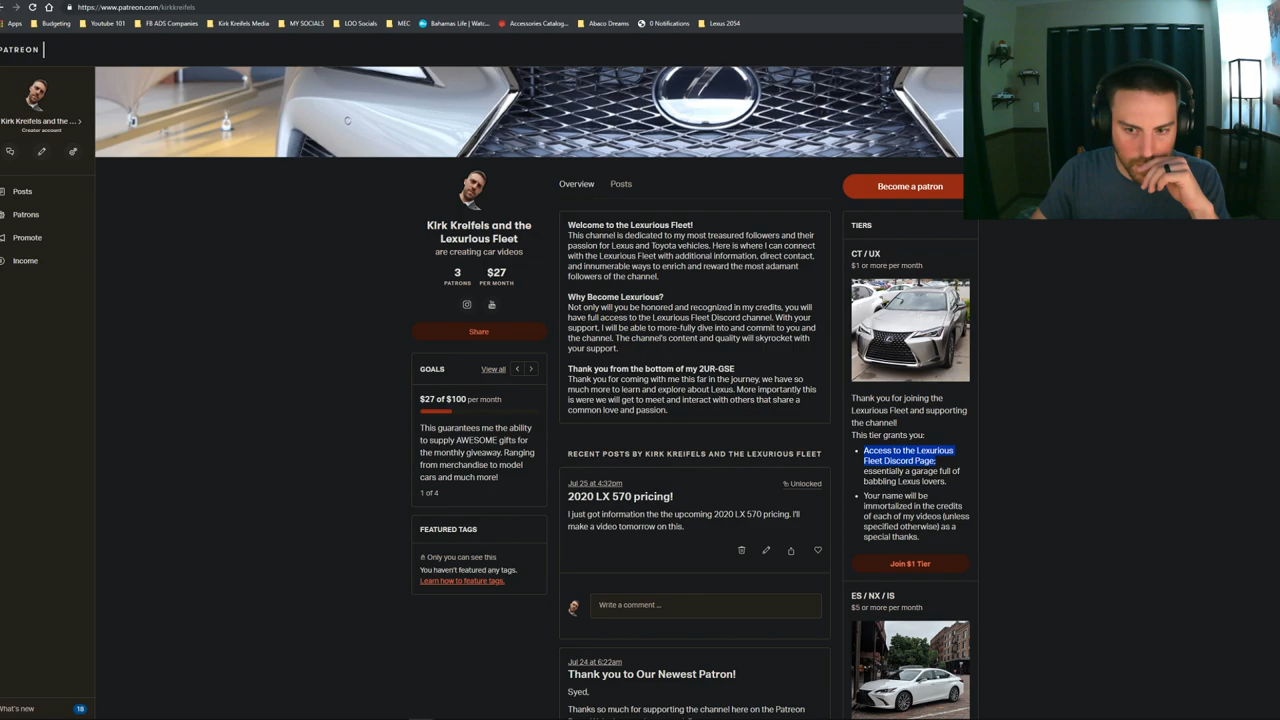 https://www.patreon.com/kirkkreifels
Apps
Budgeting
Youtube 101
FB ADS Companies
Kirk Kreifels Media
MY SOCIALS
LOO Socials
MEC
Bahamas Life | Watc...
Accessories Catalog...
Abaco Dreams
0 Notifications
Lexus 2054
PATREON
Kirk Kreifels and the ...
Creator account
Posts
Patrons
Promote
Income
What's new
18
Kirk Kreifels and the
Lexurious Fleet
are creating car videos
3
$27
PATRONS
PER MONTH
Share
GOALS
View all
$27 of $100 per month
This guarantees me the ability
to supply AWESOME gifts for
the monthly giveaway. Ranging
from merchandise to model
cars and much more!
1 of 4
FEATURED TAGS
Only you can see this
You haven't featured any tags.
Learn how to feature tags.
Overview
Posts
Welcome to the Lexurious Fleet!
This channel is dedicated to my most treasured followers and their
passion for Lexus and Toyota vehicles. Here is where I can connect
with the Lexurious Fleet with additional information, direct contact,
and innumerable ways to enrich and reward the most adamant
followers of the channel.
Why Become Lexurious?
Not only will you be honored and recognized in my credits, you will
have full access to the Lexurious Fleet Discord channel. With your
support, I will be able to more-fully dive into and commit to you and
the channel. The channel's content and quality will skyrocket with
your support.
Thank you from the bottom of my 2UR-GSE
Thank you for coming with me this far in the journey, we have so
much more to learn and explore about Lexus. More importantly this
is were we will get to meet and interact with others that share a
common love and passion.
RECENT POSTS BY KIRK KREIFELS AND THE LEXURIOUS FLEET
Jul 25 at 4:32pm
Unlocked
2020 LX 570 pricing!
I just got information the the upcoming 2020 LX 570 pricing. I'll
make a video tomorrow on this.
Write a comment ...
Jul 24 at 6:22am
Thank you to Our Newest Patron!
Syed,
Thanks so much for supporting the channel here on the Patreon
Become a patron
TIERS
CT / UX
$1 or more per month
Thank you for joining the
Lexurious Fleet and supporting
the channel!
This tier grants you:
Access to the Lexurious
Fleet Discord Page;
essentially a garage full of
babbling Lexus lovers.
Your name will be
immortalized in the credits
of each of my videos (unless
specified otherwise) as a
special thanks.
Join $1 Tier
ES / NX / IS
$5 or more per month